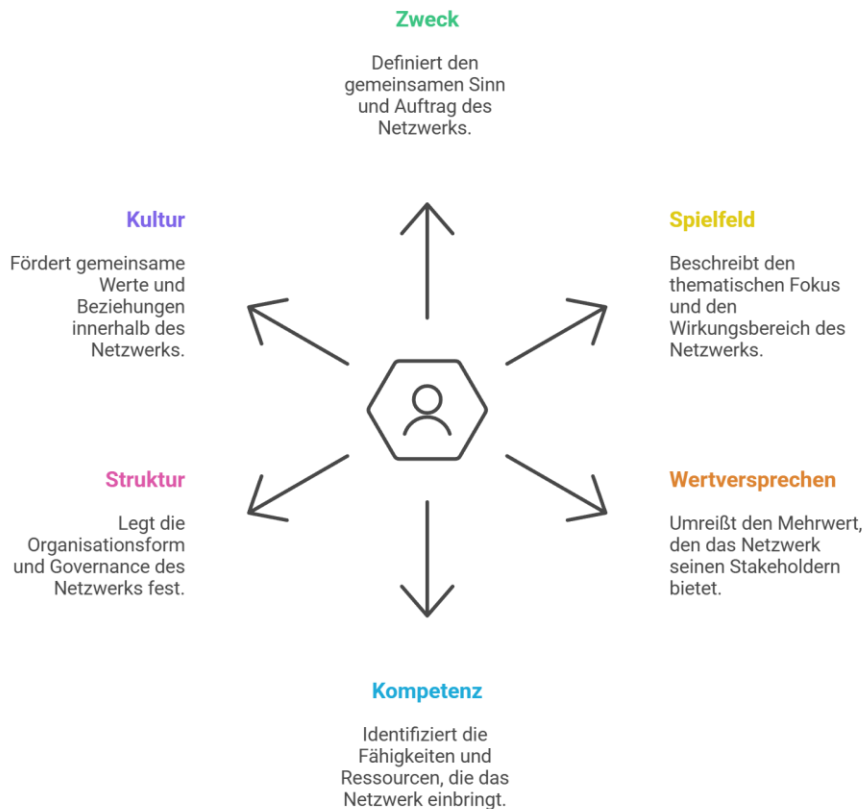 Zweck
Definiert den
gemeinsamen Sinn
und Auftrag des
Netzwerks.
Kultur
Fördert gemeinsame
Werte und
Beziehungen
innerhalb des
Netzwerks.
Spielfeld
Beschreibt den
thematischen Fokus
und den
Wirkungsbereich des
Netzwerks.
Struktur
Legt die
Organisationsform
und Governance des
Netzwerks fest.
Wertversprechen
Umreißt den Mehrwert,
den das Netzwerk
seinen Stakeholdern
bietet.
Kompetenz
Identifiziert die
Fähigkeiten und
Ressourcen, die das
Netzwerk einbringt.